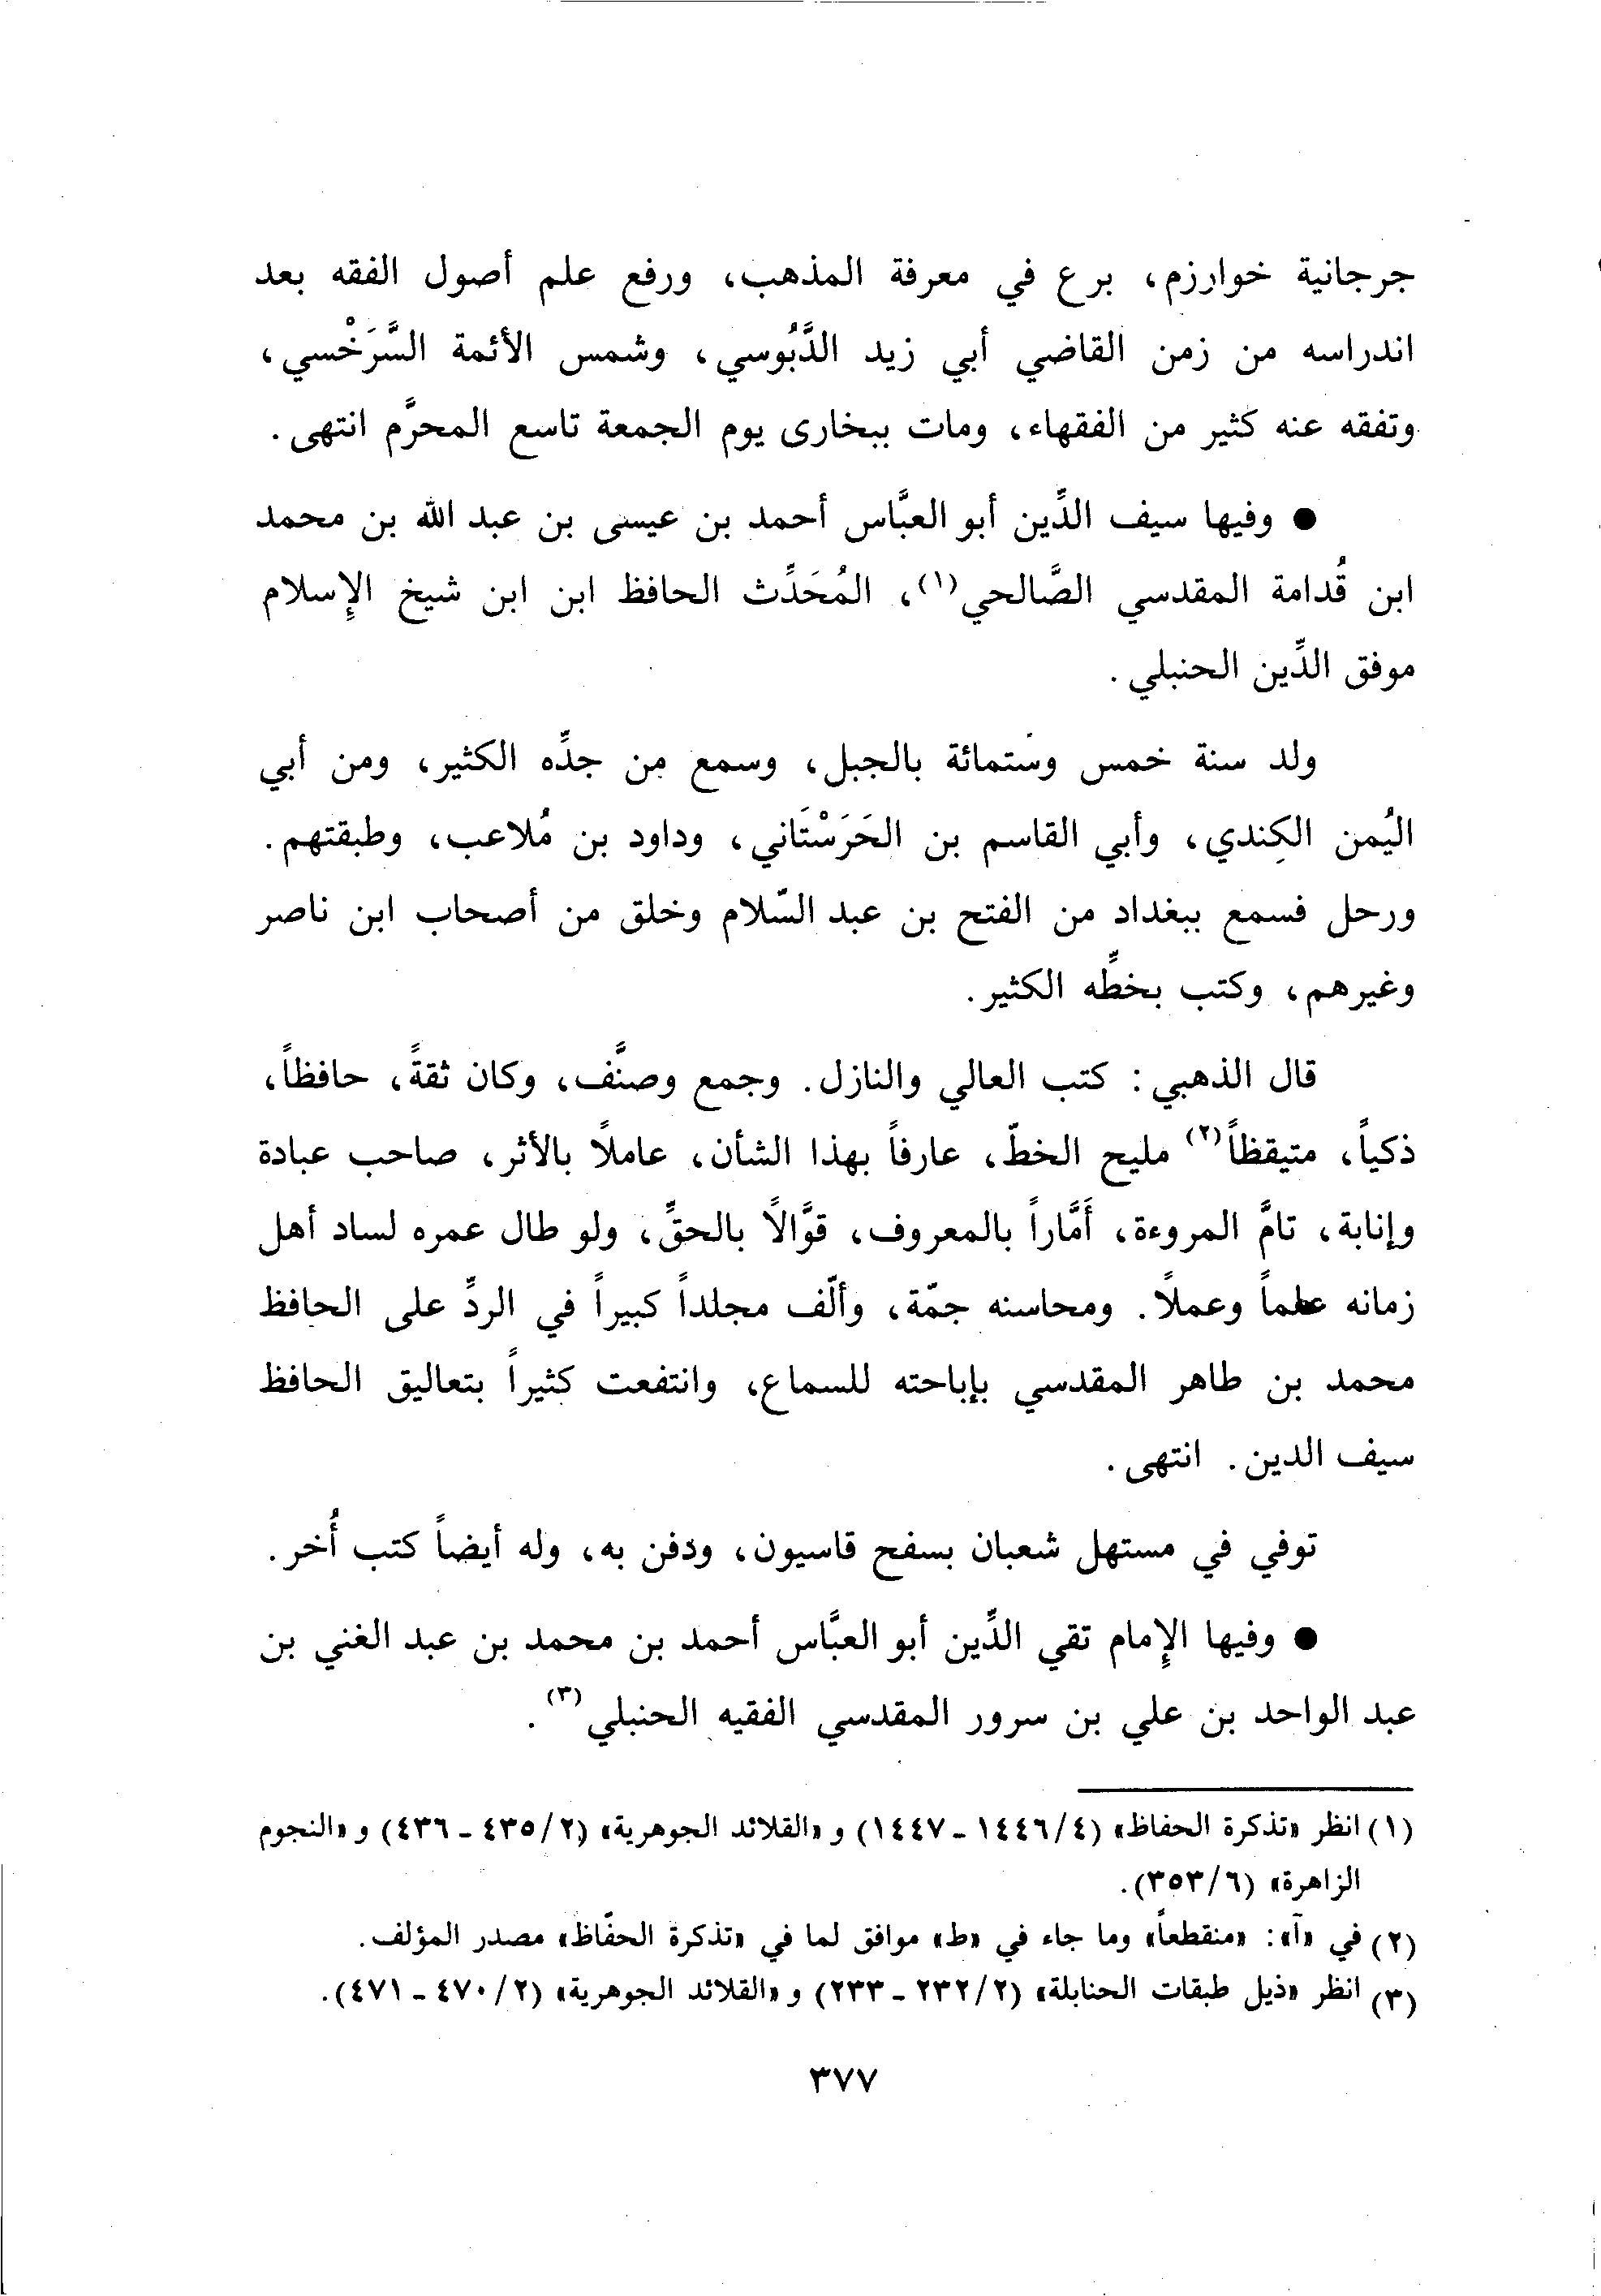 جرجانية خوارزم، برع في معرفة المذهب، ورفع علم أصول الفقه بعد
اندراسه من زمن القاضي أبي زيد الدَّبُوسي، وشمس الأئمة السَّرَخْسي،
وتفقه عنه كثير من الفقهاء، ومات ببخارى يوم الجمعة تاسع المحرَّم انتهى.
● وفيها سيف الدِّين أبو العبَّاس أحمد بن عيسى بن عبد الله بن محمد
ابن قُدامة المقدسي الصَّالحي(١)، المُحَدِّث الحافظ ابن ابن شيخ الإِسلام
موفق الدِّين الحنبلي.
ولد سنة خمس وستمائة بالجبل، وسمع من جدِّه الكثير، ومن أبي
اليُمن الكِندي، وأبي القاسم بن الحَرَسْتَاني، وداود بن مُلاعب، وطبقتهم.
ورحل فسمع ببغداد من الفتح بن عبد السّلام وخلق من أصحاب ابن ناصر
وغيرهم، وكتب بخطِّه الكثير.
قال الذهبي: كتب العالي والنازل. وجمع وصنَّف، وكان ثقةً، حافظاً،
ذكياً، متيقظاً(٢) مليح الخطّ، عارفاً بهذا الشأن، عاملًا بالأثر، صاحب عبادة
وإنابة، تامَّ المروءة، أَمَّاراً بالمعروف، قوَّالًا بالحقِّ، ولو طال عمره لساد أهل
زمانه علماً وعملًا. ومحاسنه جمّة، وألّف مجلداً كبيراً في الردِّ على الحافظ
محمد بن طاهر المقدسي بإباحته للسماع، وانتفعت كثيراً بتعاليق الحافظ
سيف الدين. انتهى.
توفي في مستهل شعبان بسفح قاسيون، ودفن به، وله أيضاً كتب أُخر.
● وفيها الإِمام تقي الدِّين أبو العبَّاس أحمد بن محمد بن عبد الغني بن
عبد الواحد بن علي بن سرور المقدسي الفقيه الحنبلي(٣).
(١) انظر «تذكرة الحفاظ» (٤/١٤٤٦ - ١٤٤٧) و «القلائد الجوهرية» (٢/٤٣٥ - ٤٣٦) و «النجوم
الزاهرة» (٦/٣٥٣).
(٢) في «آ»: «منقطعاً» وما جاء في «ط» موافق لما في «تذكرة الحفّاظ» مصدر المؤلف.
(٣) انظر «ذيل طبقات الحنابلة» (٢/٢٣٢ - ٢٣٣) و «القلائد الجوهرية» (٢/٤٧٠ - ٤٧١).
٣٧٧